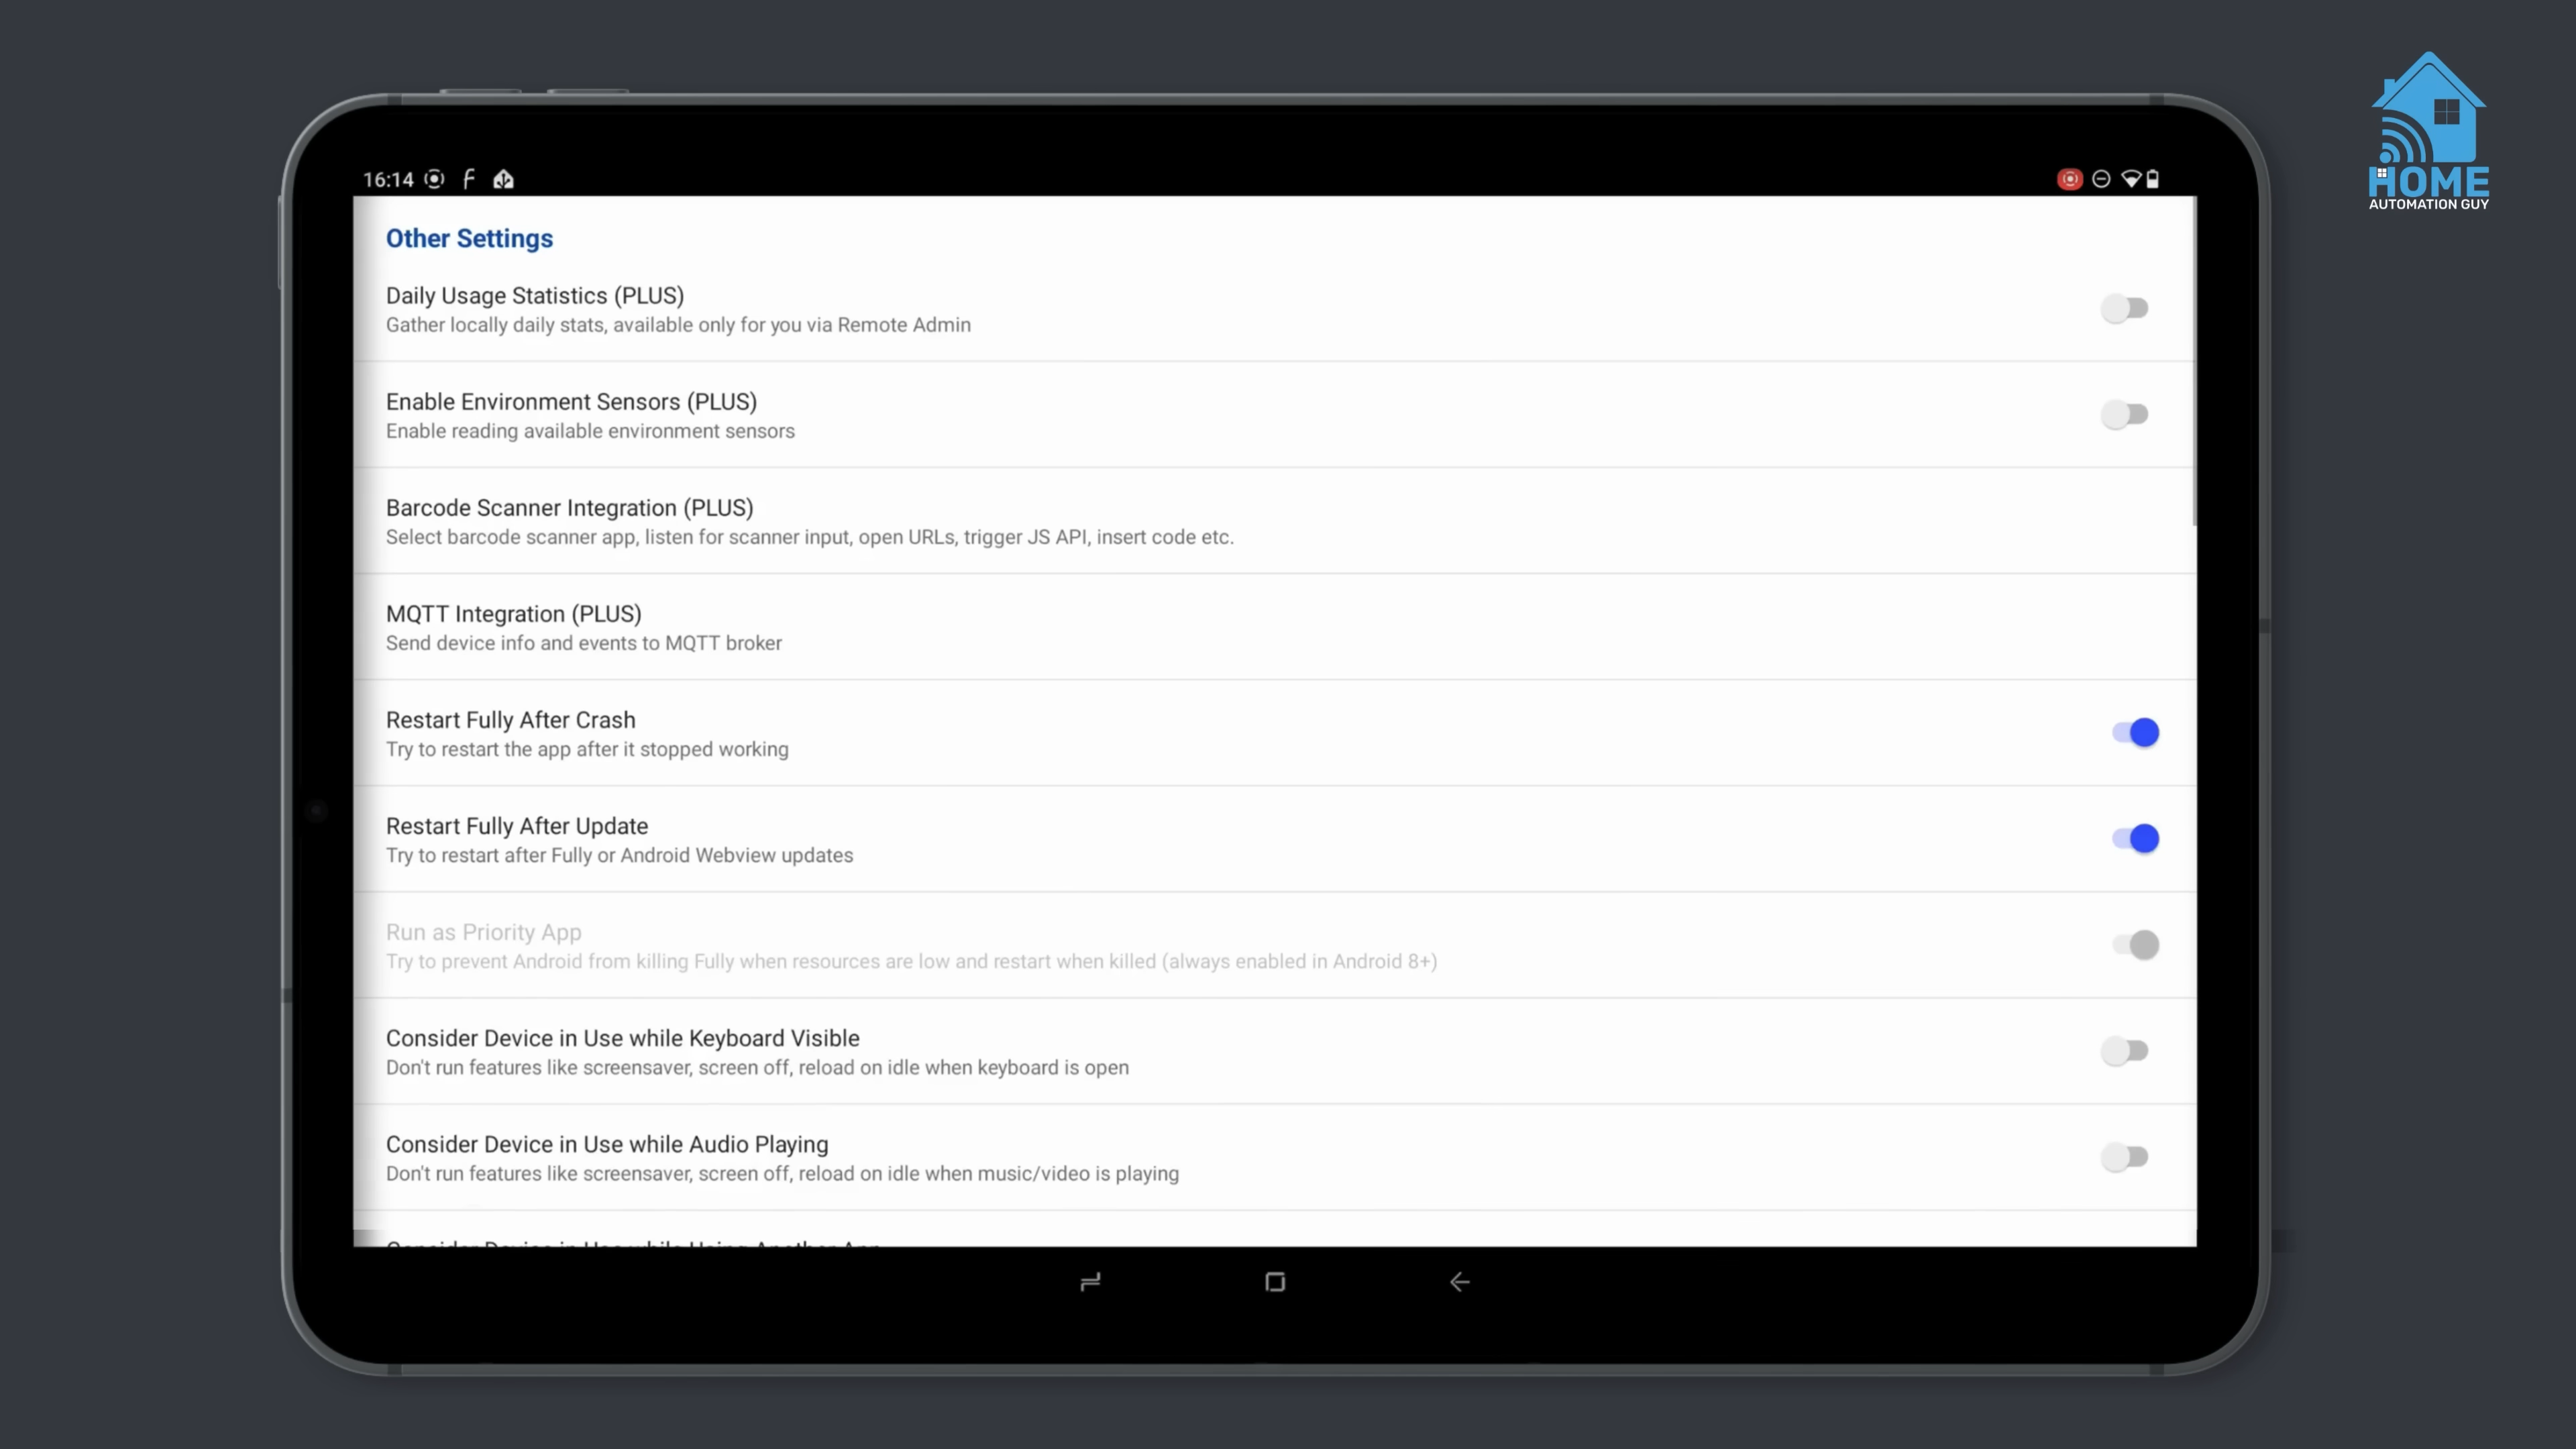 HOME
AUTOMATION GUY
16:14
Other Settings
Daily Usage Statistics (PLUS)
Gather locally daily stats, available only for you via Remote Admin
Enable Environment Sensors (PLUS)
Enable reading available environment sensors
Barcode Scanner Integration (PLUS)
Select barcode scanner app, listen for scanner input, open URLs, trigger JS API, insert code etc.
MQTT Integration (PLUS)
Send device info and events to MQTT broker
Restart Fully After Crash
Try to restart the app after it stopped working
Restart Fully After Update
Try to restart after Fully or Android Webview updates
Run as Priority App
Try to prevent Android from killing Fully when resources are low and restart when killed (always enabled in Android 8+)
Consider Device in Use while Keyboard Visible
Don't run features like screensaver, screen off, reload on idle when keyboard is open
Consider Device in Use while Audio Playing
Don't run features like screensaver, screen off, reload on idle when music/video is playing
Consider Device in Use while Using Another App